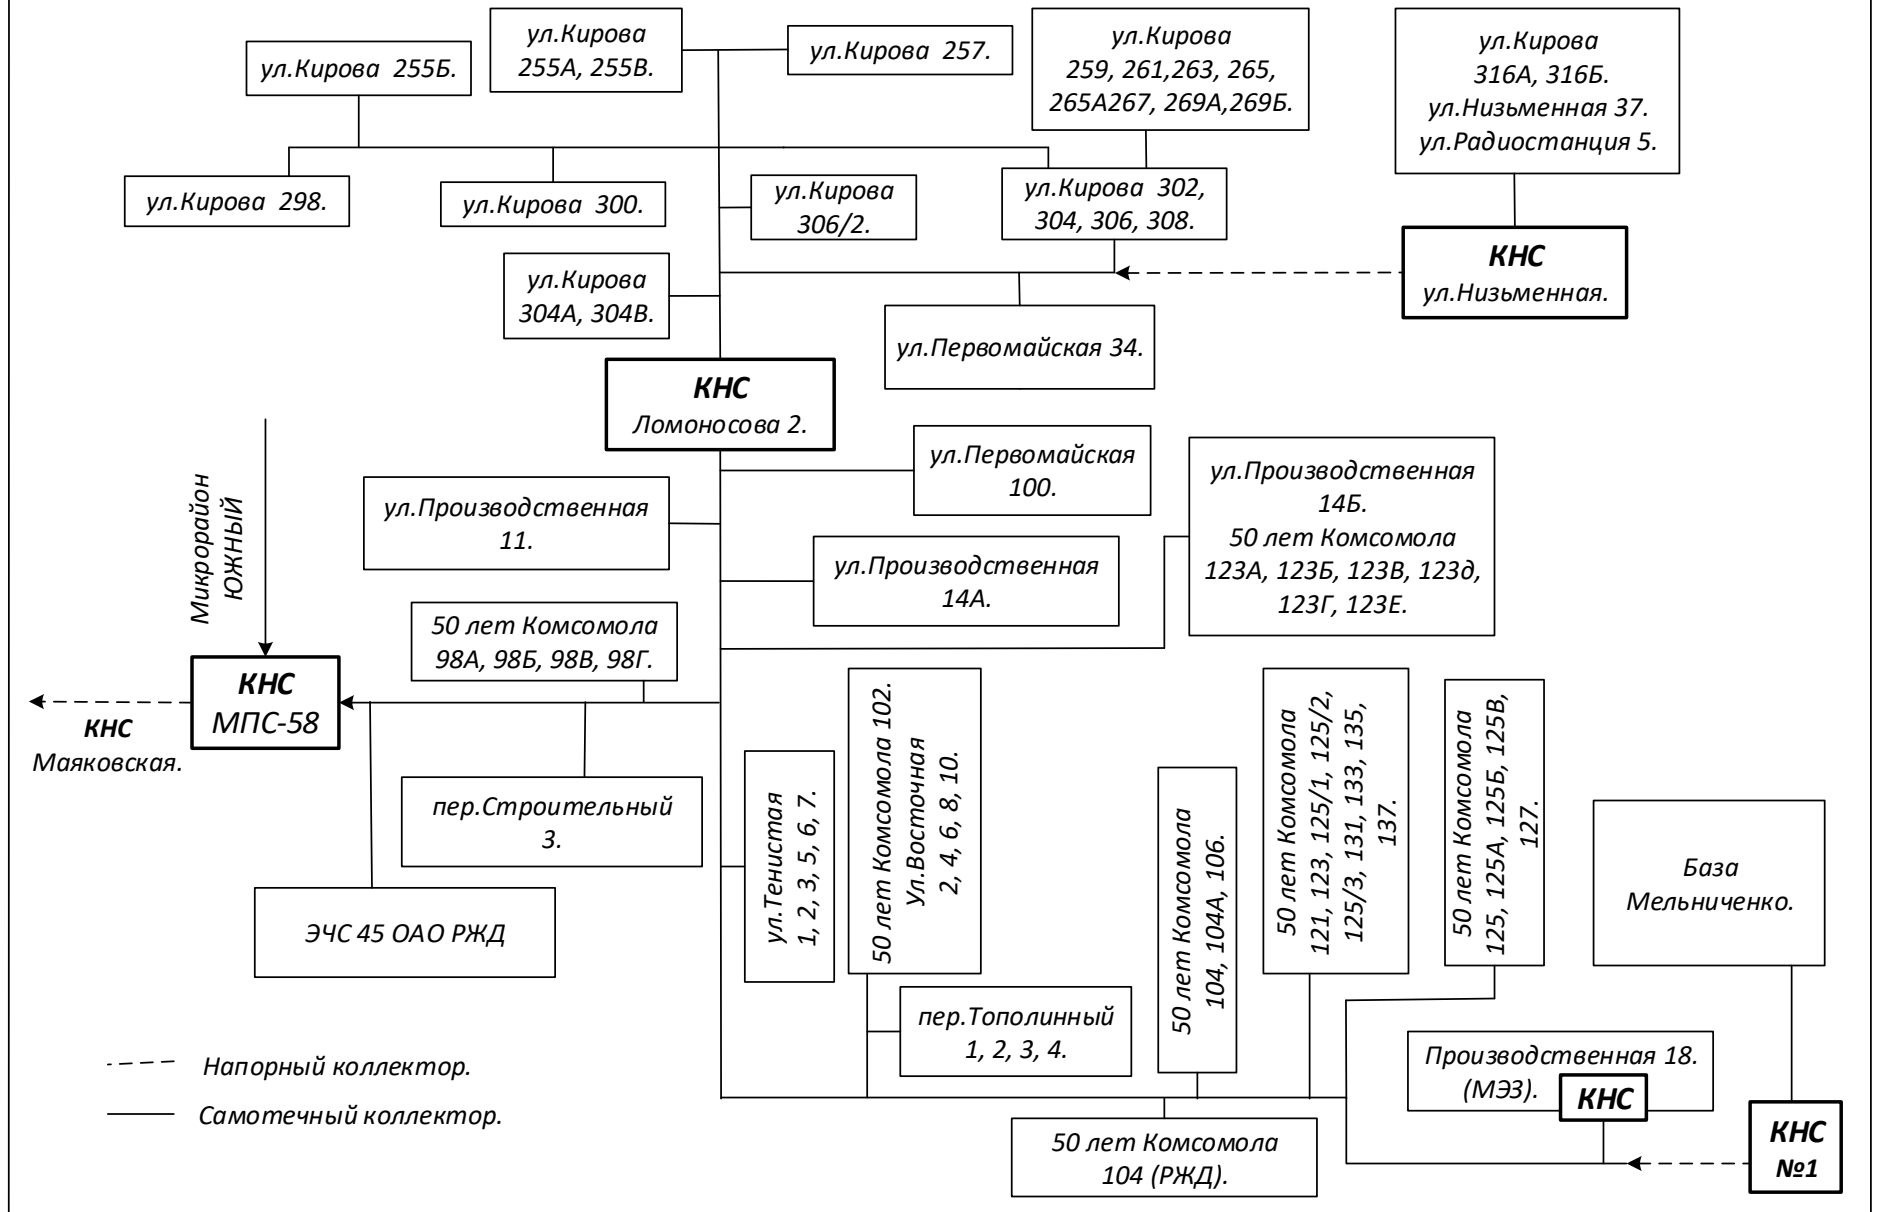 ул.Кирова 255Б.
ул.Кирова
255А, 255В.
ул.Кирова 257.
ул.Кирова
259, 261,263, 265,
265А267, 269А,269Б.
ул.Кирова
316А, 316Б.
ул.Низьменная 37.
ул.Радиостанция 5.
ул.Кирова 298.
ул.Кирова 300.
ул.Кирова
306/2.
ул.Кирова 302,
304, 306, 308.
КНС
ул.Низьменная.
ул.Кирова
304А, 304В.
ул.Первомайская 34.
КНС
Ломоносова 2.
Микрорайон
ЮЖНЫЙ
ул.Первомайская
100.
ул.Производственная
11.
ул.Производственная
14Б.
50 лет Комсомола
123А, 123Б, 123В, 123д,
123Г, 123Е.
ул.Производственная
14А.
50 лет Комсомола
98А, 98Б, 98В, 98Г.
КНС
МПС-58
КНС
Маяковская.
пер.Строительный
3.
ЭЧС 45 ОАО РЖД
ул.Тенистая
1, 2, 3, 5, 6, 7.
50 лет Комсомола 102.
Ул.Восточная
2, 4, 6, 8, 10.
пер.Тополинный
1, 2, 3, 4.
50 лет Комсомола
104, 104А, 106.
50 лет Комсомола
121, 123, 125/1, 125/2,
125/3, 131, 133, 135,
137.
50 лет Комсомола
125, 125А, 125Б, 125В,
127.
База
Мельниченко.
Производственная 18.
(МЭЗ).
КНС
КНС
№1
50 лет Комсомола
104 (РЖД).
Напорный коллектор.
Самотечный коллектор.